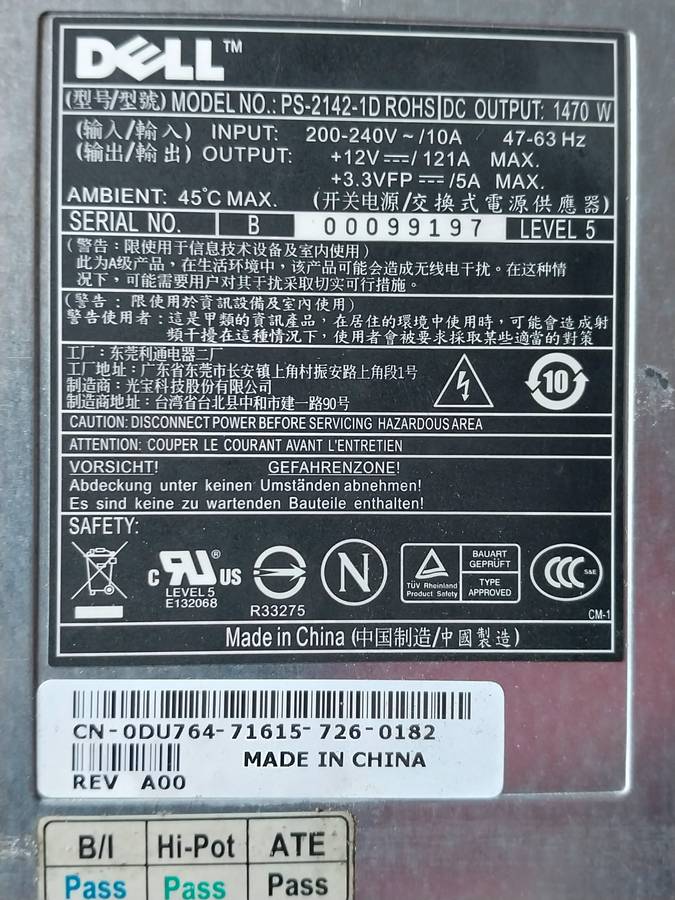 DELL™
(型号/型號) MODEL NO.: PS-2142-1D ROHS DC OUTPUT: 1470 W
(输入/輸入) INPUT: 200-240V ~ /10A 47-63 Hz
(输出/輸出) OUTPUT: +12V ⎓/ 121A MAX.
+3.3VFP ⎓/5A MAX.
AMBIENT: 45°C MAX. (开关电源/交換式電源供應器)
SERIAL NO. B 00099197 LEVEL 5
(警告：限使用于信息技术设备及室内使用)
此为A级产品，在生活环境中，该产品可能会造成无线电干扰。在这种情
况下，可能需要用户对其干扰采取切实可行措施。
(警告：限使用於資訊設備及室內使用)
警告使用者：這是甲類的資訊產品，在居住的環境中使用時，可能會造成射
頻干擾在這種情況下，使用者會被要求採取某些適當的對策
工厂：东莞利通电器二厂
工厂地址：广东省东莞市长安镇上角村振安路上角段1号
制造商：光宝科技股份有限公司
制造商地址：台湾省台北县中和市建一路90号
10
CAUTION: DISCONNECT POWER BEFORE SERVICING HAZARDOUS AREA
ATTENTION: COUPER LE COURANT AVANT L'ENTRETIEN
VORSICHT! GEFAHRENZONE!
Abdeckung unter keinen Umständen abnehmen!
Es sind keine zu wartenden Bauteile enthalten!
SAFETY:
c RU® US
LEVEL 5
E132068
R33275
N
TÜV Rheinland
Product Safety
BAUART
GEPRÜFT
TYPE
APPROVED
CCC S&E
CM-1
Made in China (中国制造/中國製造)
CN-0DU764-71615-726-0182
MADE IN CHINA
REV A00
B/I Hi-Pot ATE
Pass Pass Pass